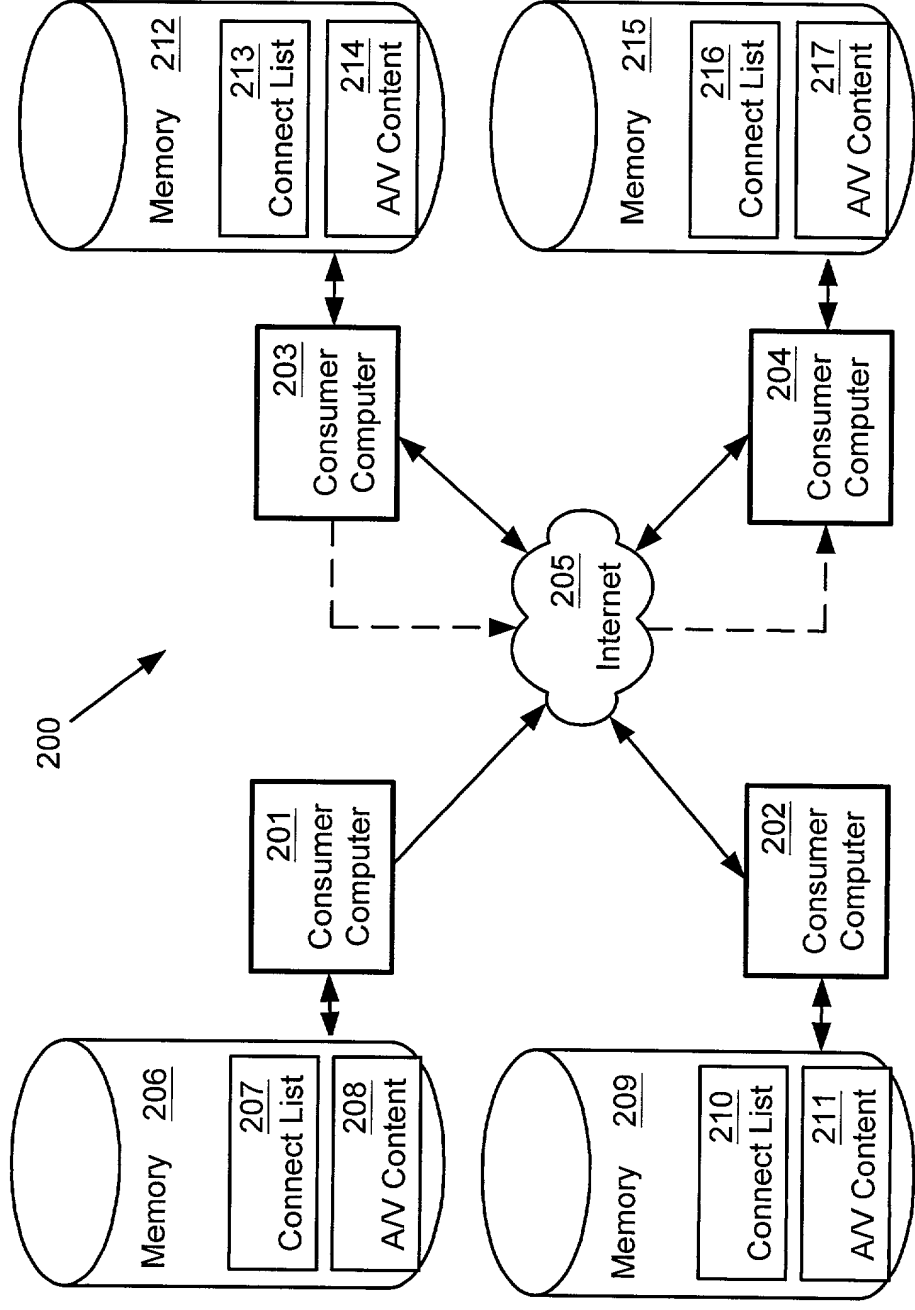 200
Memory 206
207
Connect List
208
A/V Content
201
Consumer
Computer
203
Consumer
Computer
Memory 212
213
Connect List
214
A/V Content
205
Internet
Memory 209
210
Connect List
211
A/V Content
202
Consumer
Computer
204
Consumer
Computer
Memory 215
216
Connect List
217
A/V Content